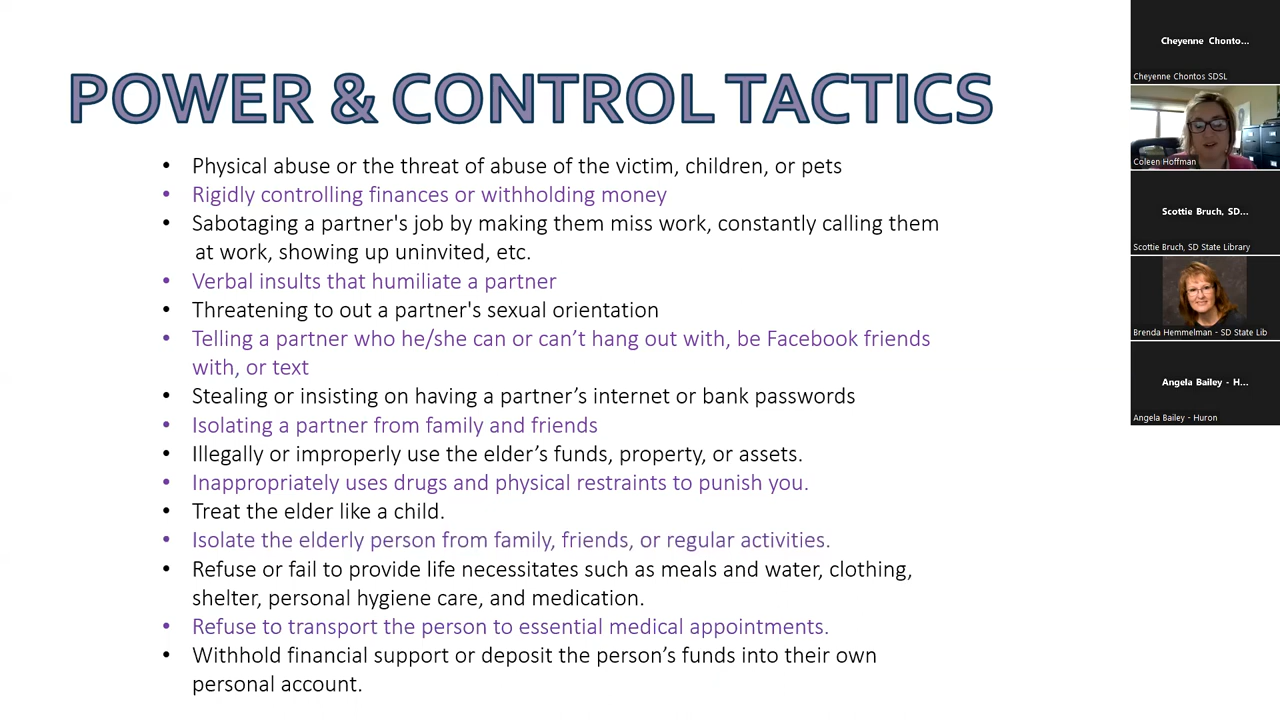 POWER & CONTROL TACTICS
• Physical abuse or the threat of abuse of the victim, children, or pets
• Rigidly controlling finances or withholding money
• Sabotaging a partner's job by making them miss work, constantly calling them
at work, showing up uninvited, etc.
• Verbal insults that humiliate a partner
• Threatening to out a partner's sexual orientation
• Telling a partner who he/she can or can’t hang out with, be Facebook friends
with, or text
• Stealing or insisting on having a partner’s internet or bank passwords
• Isolating a partner from family and friends
• Illegally or improperly use the elder’s funds, property, or assets.
• Inappropriately uses drugs and physical restraints to punish you.
• Treat the elder like a child.
• Isolate the elderly person from family, friends, or regular activities.
• Refuse or fail to provide life necessitates such as meals and water, clothing,
shelter, personal hygiene care, and medication.
• Refuse to transport the person to essential medical appointments.
• Withhold financial support or deposit the person’s funds into their own
personal account.
Cheyenne Chonto...
Cheyenne Chontos SDSL
Coleen Hoffman
Scottie Bruch, SD...
Scottie Bruch, SD State Library
Brenda Hemmelman - SD State Lib
Angela Bailey - H...
Angela Bailey - Huron